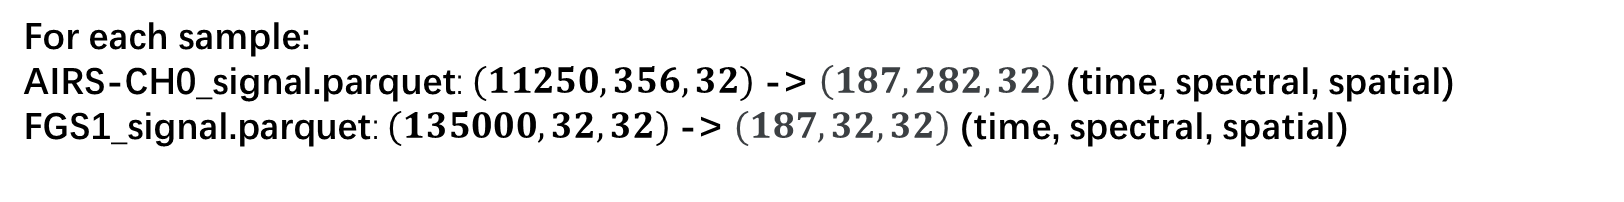 For each sample:
AIRS-CH0_signal.parquet: (11250, 356, 32) -> (187, 282, 32) (time, spectral, spatial)
FGS1_signal.parquet: (135000, 32, 32) -> (187, 32, 32) (time, spectral, spatial)